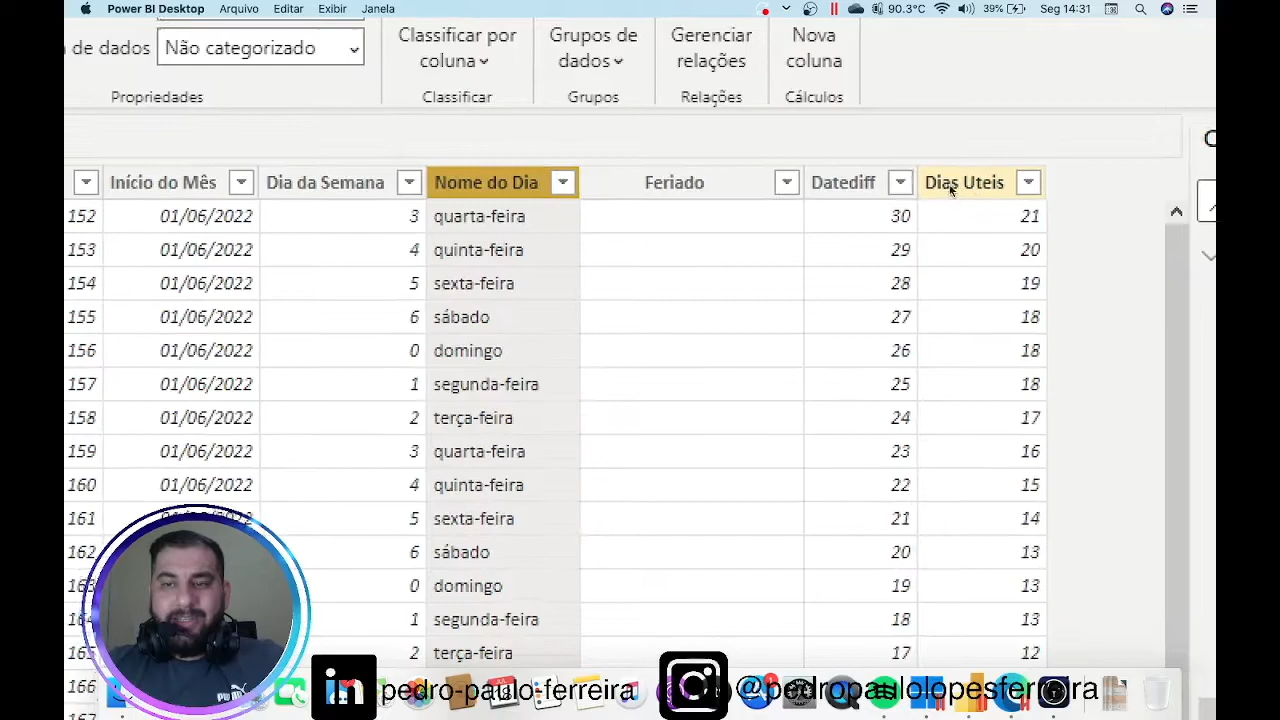 Power BI Desktop Arquivo Editar Exibir Janela 90.3°C 39% Seg 14:31
de dados Não categorizado
Classificar por coluna
Grupos de dados
Gerenciar relações
Nova coluna
Propriedades Classificar Grupos Relações Cálculos
Início do Mês Dia da Semana Nome do Dia Feriado Datediff Dias Uteis
152 01/06/2022 3 quarta-feira 30 21
153 01/06/2022 4 quinta-feira 29 20
154 01/06/2022 5 sexta-feira 28 19
155 01/06/2022 6 sábado 27 18
156 01/06/2022 0 domingo 26 18
157 01/06/2022 1 segunda-feira 25 18
158 01/06/2022 2 terça-feira 24 17
159 01/06/2022 3 quarta-feira 23 16
160 01/06/2022 4 quinta-feira 22 15
161 5 sexta-feira 21 14
162 6 sábado 20 13
0 domingo 19 13
1 segunda-feira 18 13
2 terça-feira 17 12
166
in pedro-paulo-ferreira @pedropaulolopesferreira